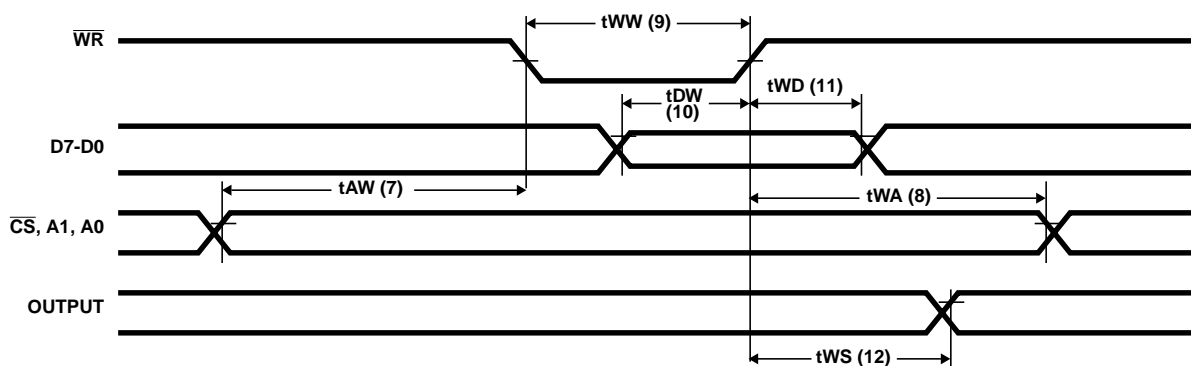 tWW (9)
WR
tDW
(10)
tWD (11)
D7-D0
tAW (7)
tWA (8)
CS, A1, A0
OUTPUT
tWS (12)